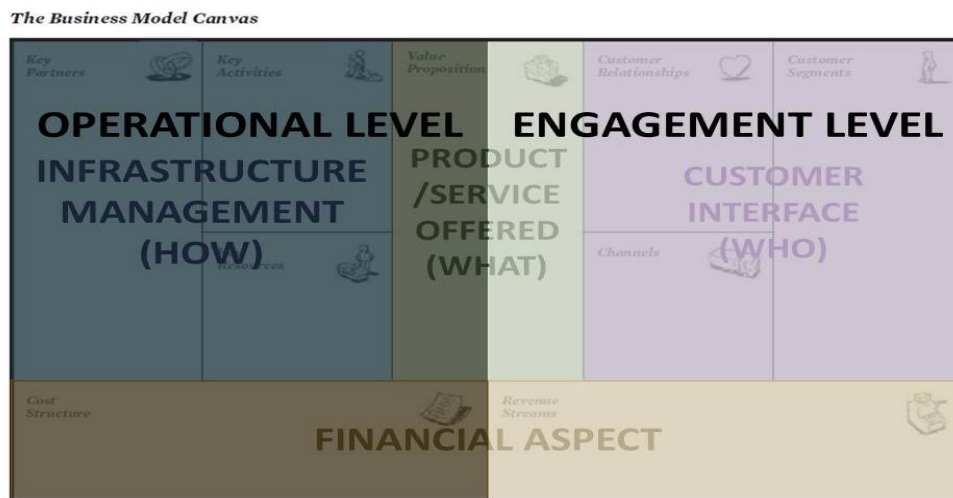 The Business Model Canvas
Key
Partners
Key
Activities
Value
Proposition
Customer
Relationships
Customer
Segments
OPERATIONAL LEVEL
ENGAGEMENT LEVEL
INFRASTRUCTURE
MANAGEMENT
(HOW)
PRODUCT
/SERVICE
OFFERED
(WHAT)
CUSTOMER
INTERFACE
(WHO)
Resources
Channels
Cost
Structure
Revenue
Streams
FINANCIAL ASPECT